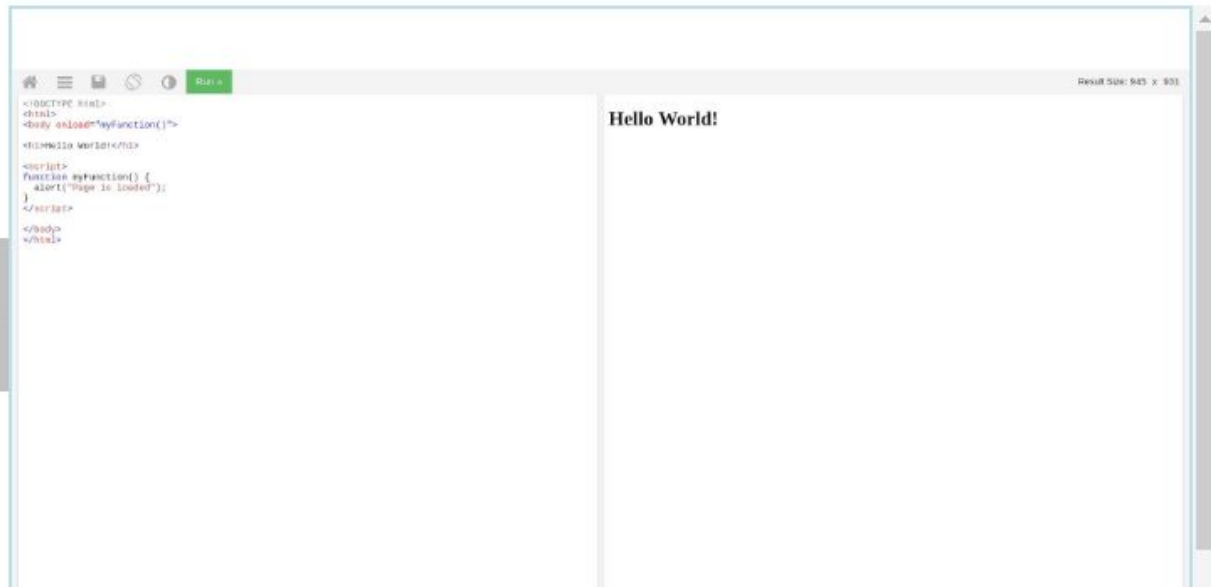 Run »
Result Size: 945 x 931
<!DOCTYPE html>
<html>
<body onload="myFunction()">
<h1>Hello World!</h1>
<script>
function myFunction() {
alert("Page is loaded");
}
</script>
</body>
</html>
Hello World!